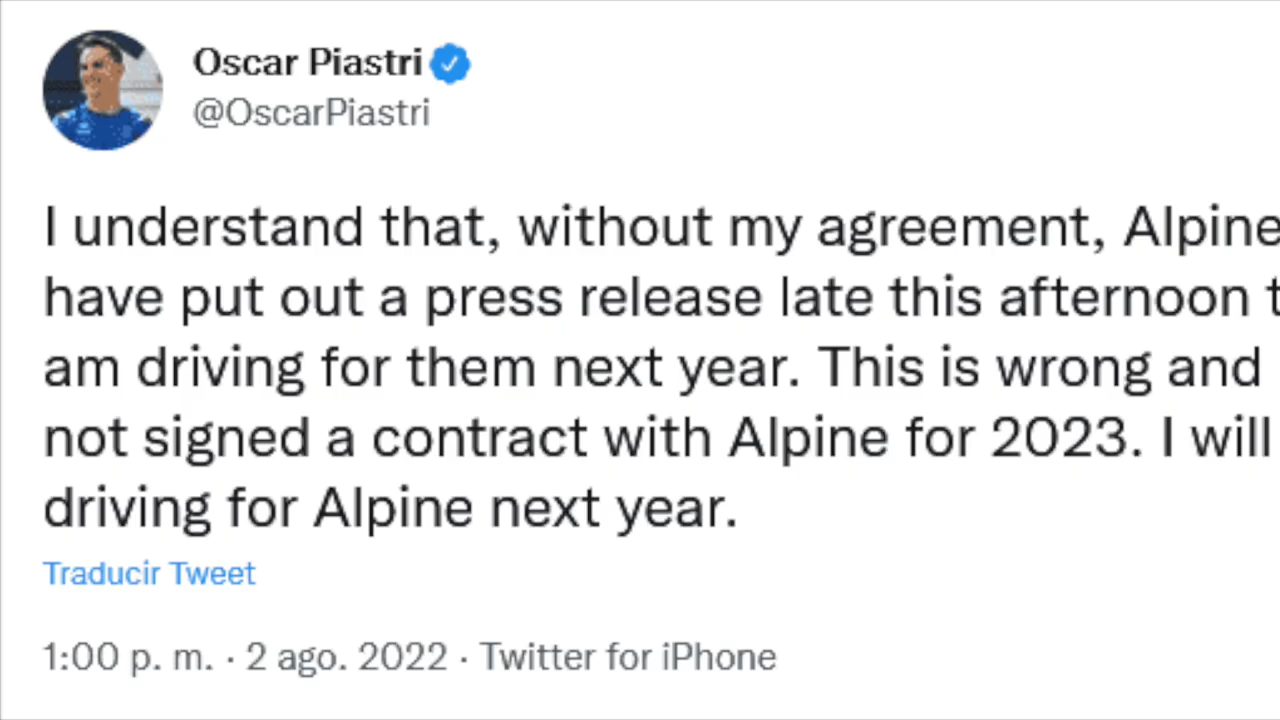 Oscar Piastri
@OscarPiastri
I understand that, without my agreement, Alpine
have put out a press release late this afternoon t
am driving for them next year. This is wrong and
not signed a contract with Alpine for 2023. I will
driving for Alpine next year.
Traducir Tweet
1:00 p. m. · 2 ago. 2022 · Twitter for iPhone